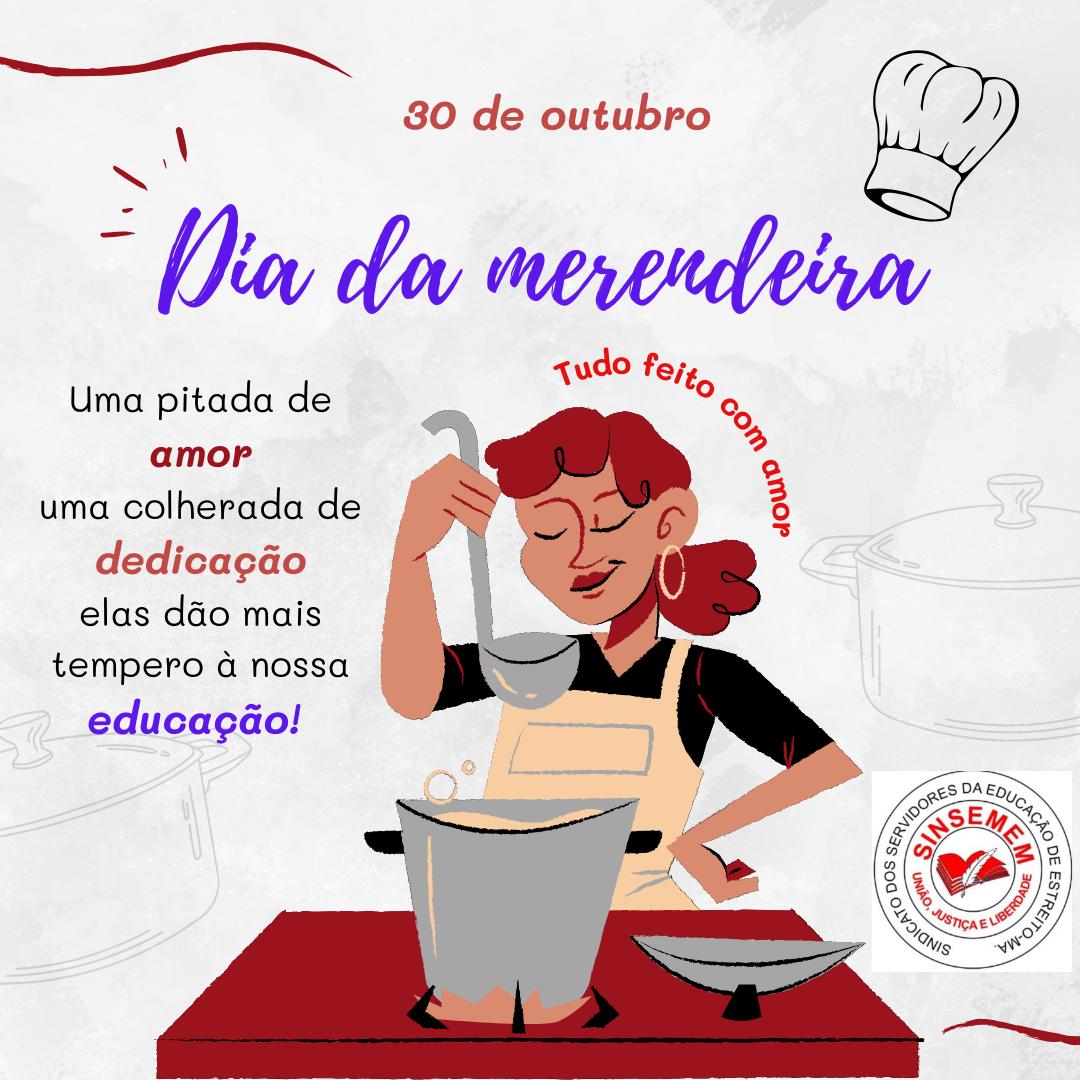 30 de outubro
Dia da merendeira
Tudo feito com amor
Uma pitada de
amor
uma colherada de
dedicação
elas dão mais
tempero à nossa
educação!
SINDICATO DOS SERVIDORES DA EDUCAÇÃO DE ESTREITO-MA.
SINSEMEM
UNIÃO, JUSTIÇA E LIBERDADE